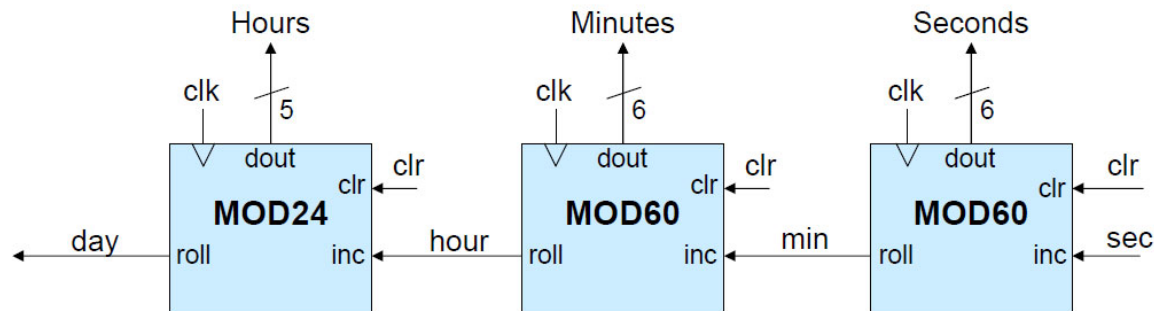 Hours
Minutes
Seconds
clk
5
clk
6
clk
6
dout
clr
clr
MOD24
dout
clr
clr
MOD60
dout
clr
clr
MOD60
day
roll
inc
hour
roll
inc
min
roll
inc
sec